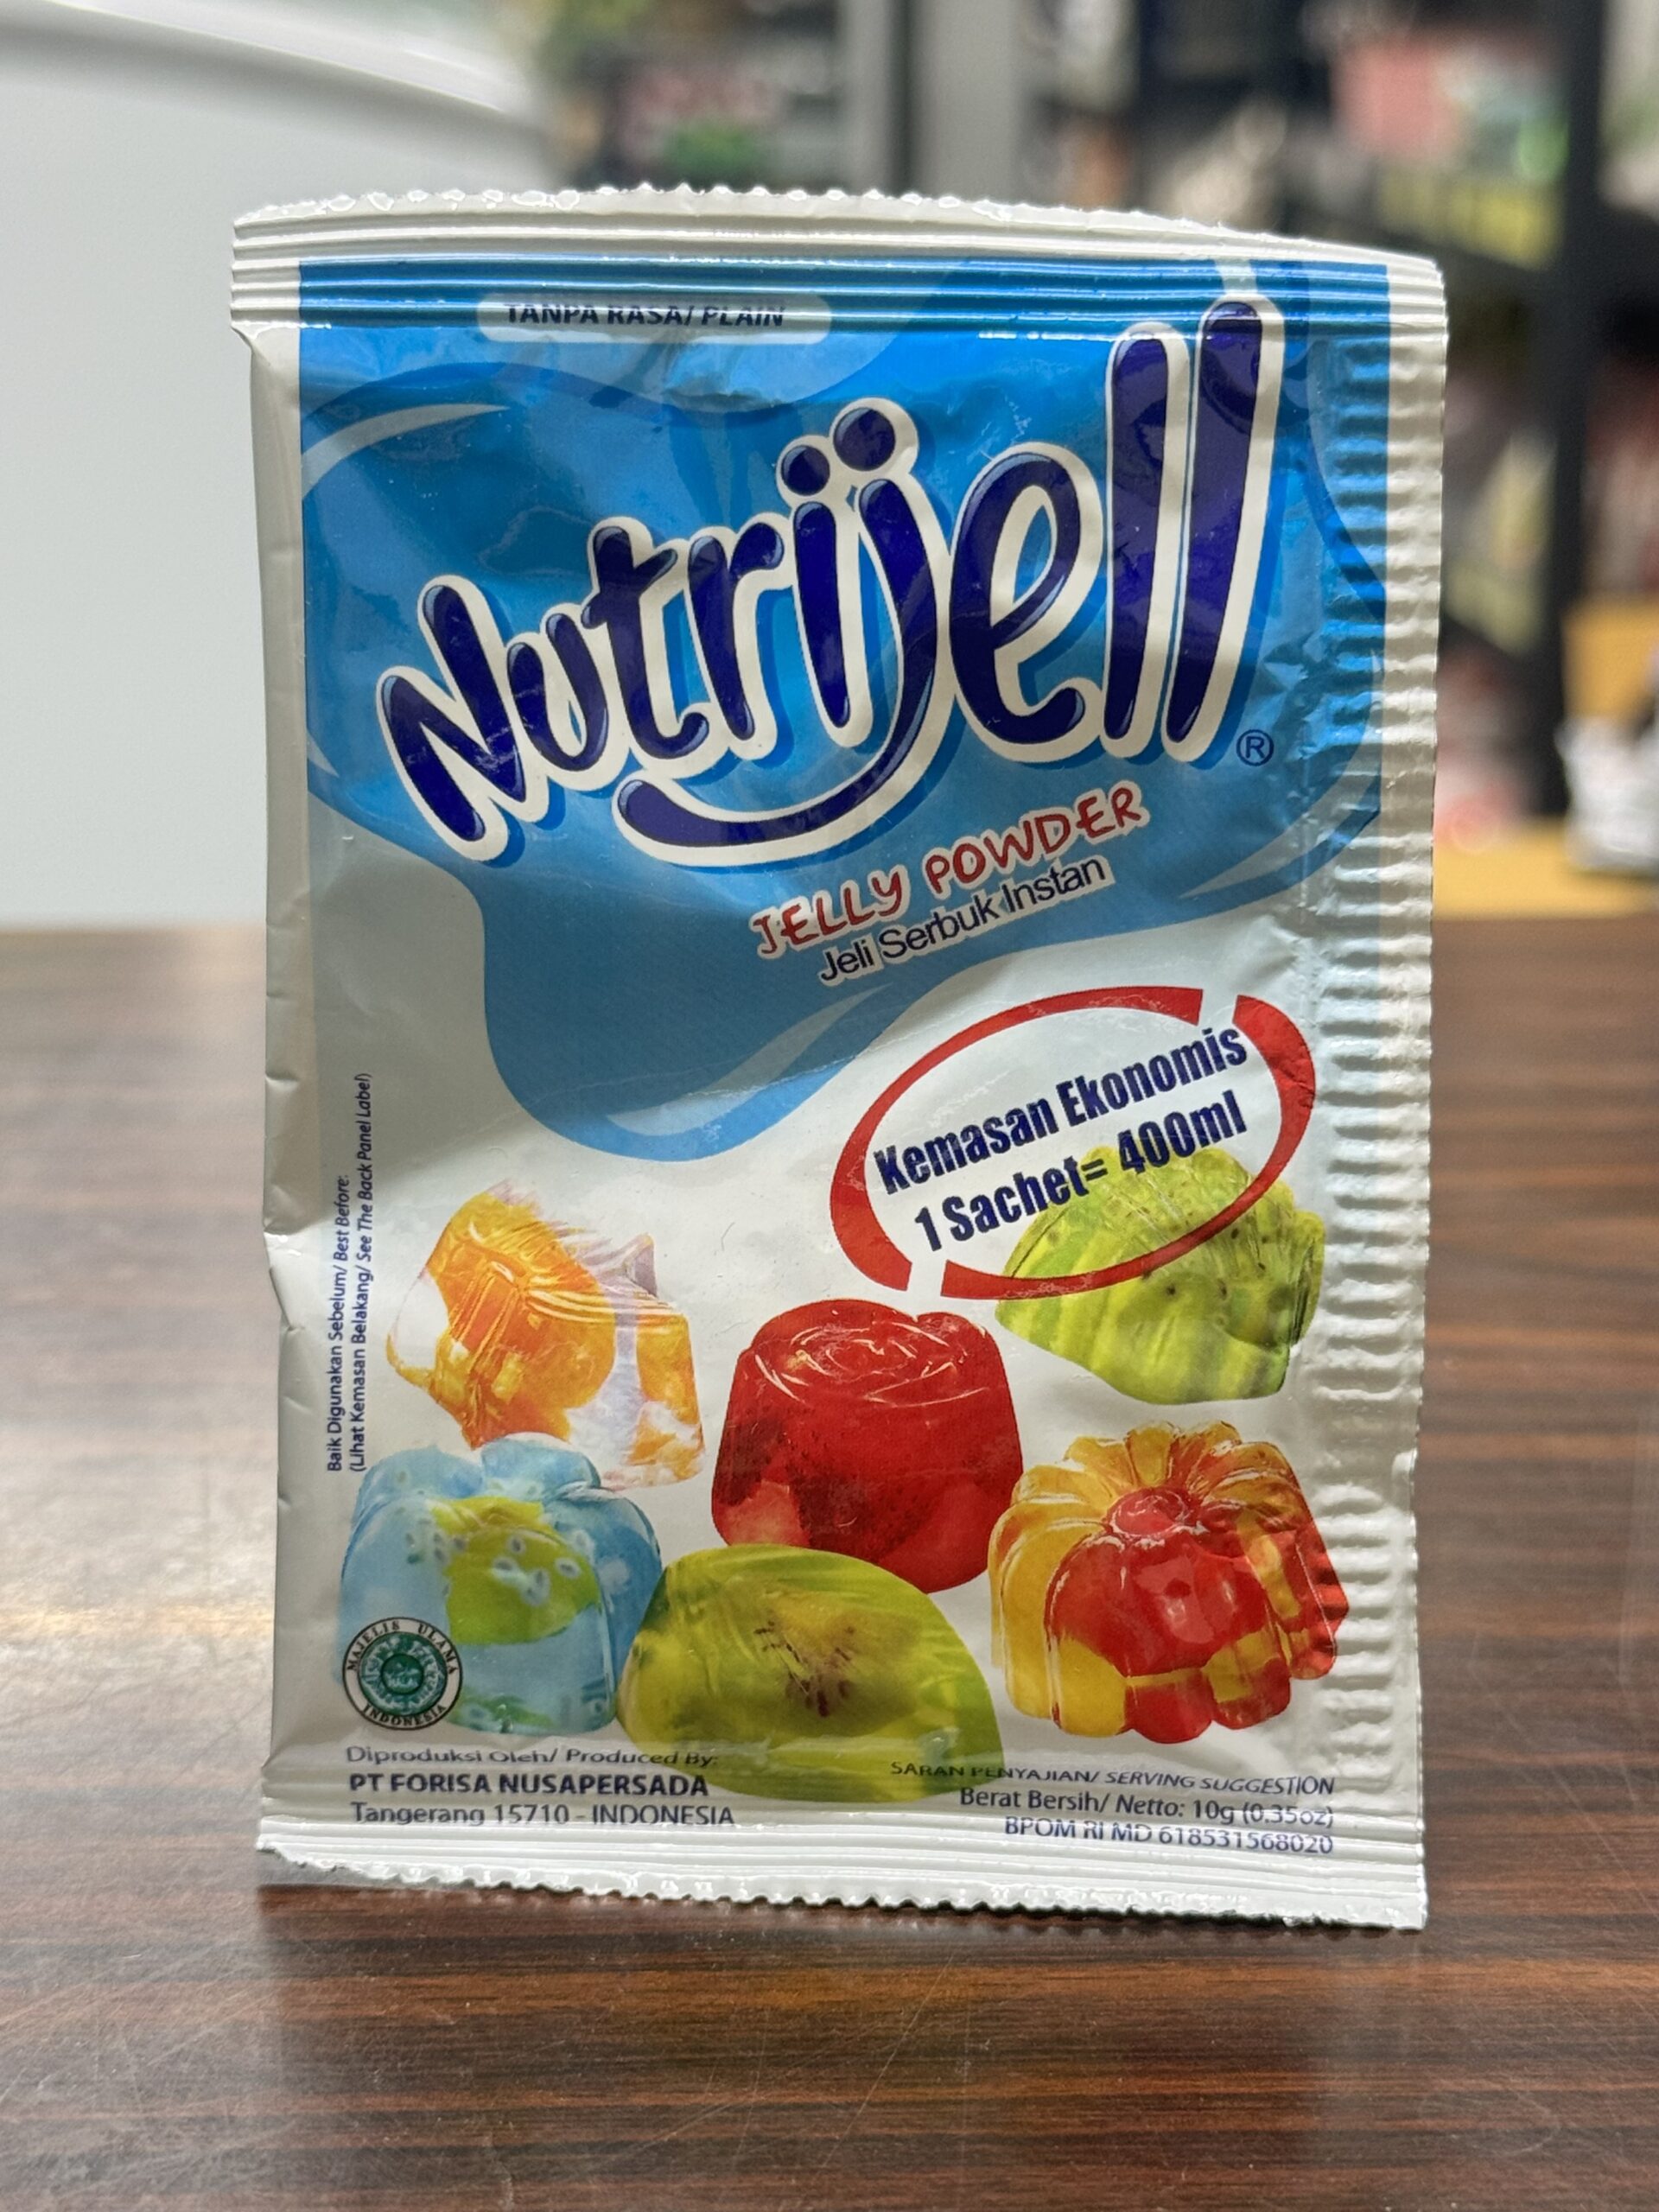 TANPA RASA/ PLAIN
Nutrijell®
JELLY POWDER
Jeli Serbuk Instan
Kemasan Ekonomis
1 Sachet= 400ml
Baik Digunakan Sebelum/ Best Before:
(Lihat Kemasan Belakang/ See The Back Panel Label)
MAJELIS ULAMA
INDONESIA
Diproduksi Oleh/ Produced By:
PT FORISA NUSAPERSADA
Tangerang 15710 - INDONESIA
SARAN PENYAJIAN/ SERVING SUGGESTION
Berat Bersih/ Netto: 10g (0.35oz)
BPOM RI MD 618531568020